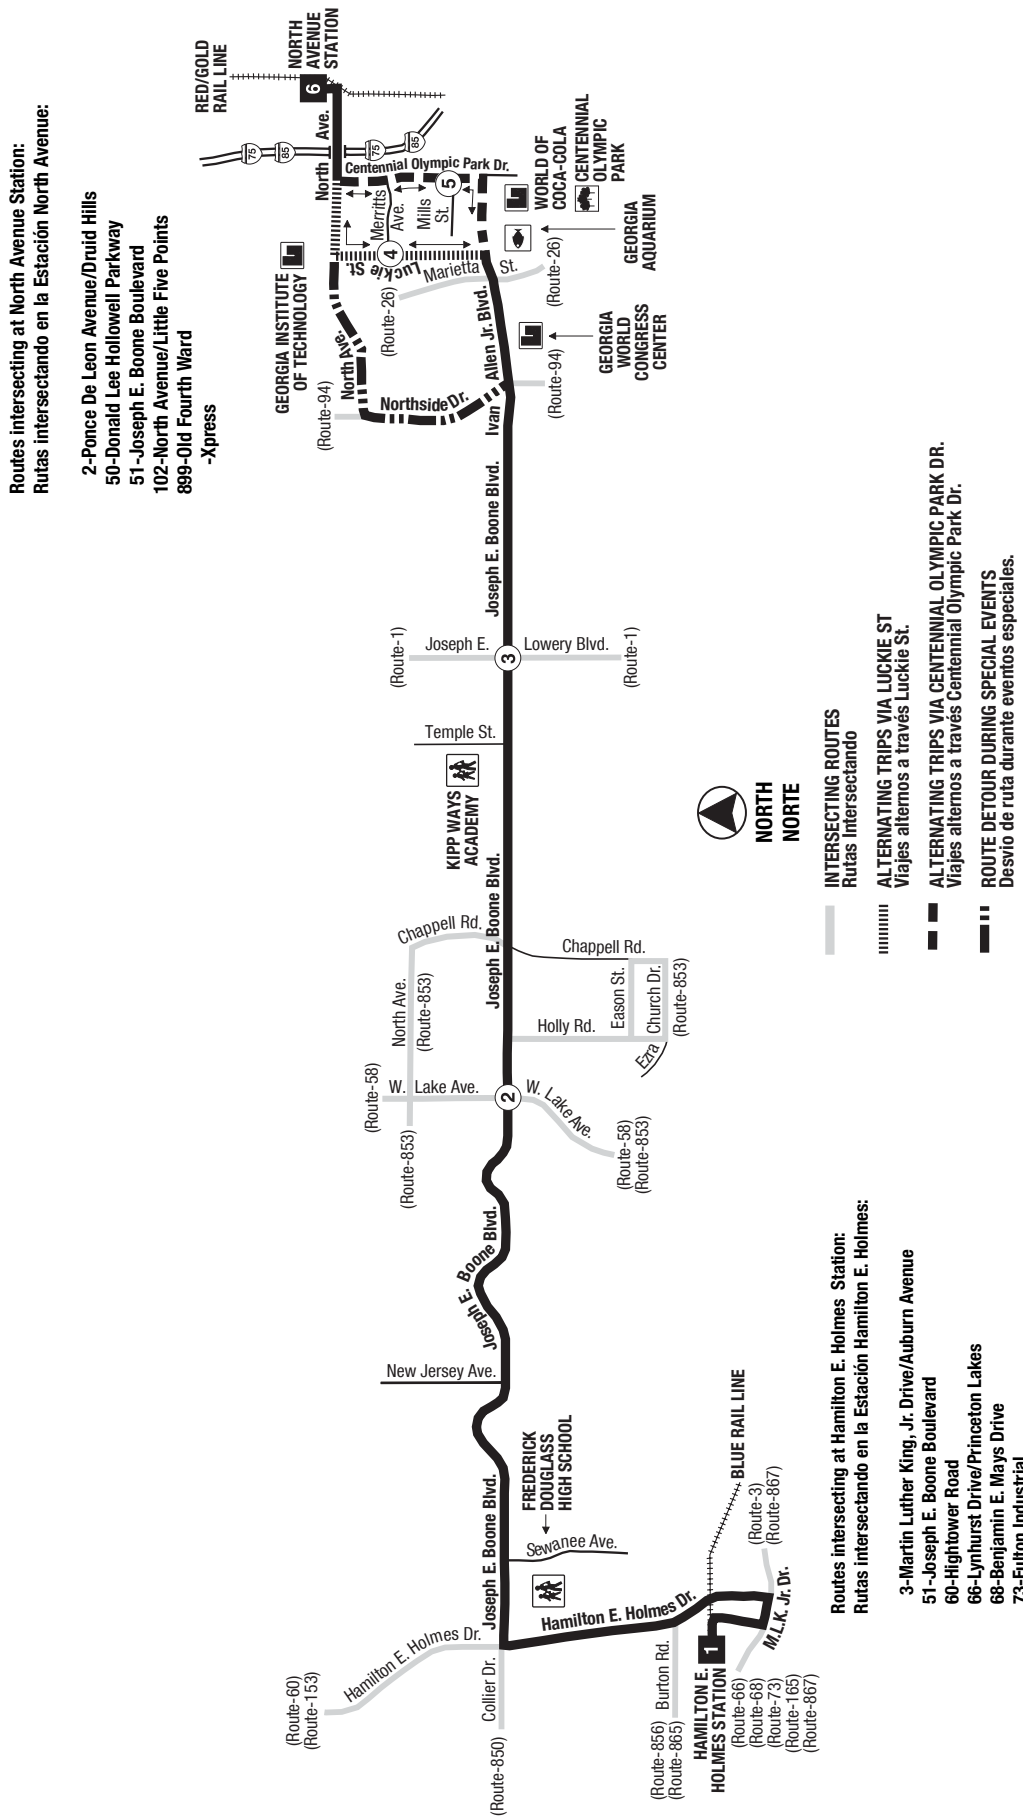 Routes intersecting at North Avenue Station:
Rutas intersectando en la Estación North Avenue:
2-Ponce De Leon Avenue/Druid Hills
50-Donald Lee Hollowell Parkway
51-Joseph E. Boone Boulevard
102-North Avenue/Little Five Points
899-Old Fourth Ward
-Xpress
RED/GOLD
RAIL LINE
NORTH
AVENUE
STATION
6
North
Ave.
75
85
75
85
Centennial Olympic Park Dr.
Merritts
Ave.
Mills
St.
5
4
Luckie St.
WORLD OF
COCA-COLA
CENTENNIAL
OLYMPIC
PARK
GEORGIA
AQUARIUM
GEORGIA INSTITUTE
OF TECHNOLOGY
(Route-26)
Marietta
St.
(Route-26)
North Ave.
(Route-94)
Northside Dr.
Ivan
Allen Jr. Blvd.
(Route-94)
GEORGIA
WORLD
CONGRESS
CENTER
Joseph E. Boone Blvd.
(Route-1)
Joseph E.
3
Lowery Blvd.
(Route-1)
Temple St.
KIPP WAYS
ACADEMY
Joseph E. Boone Blvd.
Chappell Rd.
Chappell Rd.
North Ave.
(Route-853)
Holly Rd.
Eason St.
Church Dr.
(Route-853)
Ezra
(Route-58)
W. Lake Ave.
2
W. Lake Ave.
(Route-853)
(Route-58)
(Route-853)
Joseph E. Boone Blvd.
New Jersey Ave.
Joseph E. Boone Blvd.
FREDERICK
DOUGLASS
HIGH SCHOOL
Sewanee Ave.
(Route-60)
(Route-153)
Hamilton E. Holmes Dr.
Collier Dr.
(Route-850)
Hamilton E. Holmes Dr.
BLUE RAIL LINE
Burton Rd.
(Route-856)
(Route-865)
1
HAMILTON E.
HOLMES STATION
M.L.K. Jr. Dr.
(Route-3)
(Route-867)
(Route-66)
(Route-68)
(Route-73)
(Route-165)
(Route-867)
NORTH
NORTE
INTERSECTING ROUTES
Rutas Intersectando
ALTERNATING TRIPS VIA LUCKIE ST
Viajes alternos a través Luckie St.
ALTERNATING TRIPS VIA CENTENNIAL OLYMPIC PARK DR.
Viajes alternos a través Centennial Olympic Park Dr.
ROUTE DETOUR DURING SPECIAL EVENTS
Desvio de ruta durante eventos especiales.
Routes intersecting at Hamilton E. Holmes Station:
Rutas intersectando en la Estación Hamilton E. Holmes:
3-Martin Luther King, Jr. Drive/Auburn Avenue
51-Joseph E. Boone Boulevard
60-Hightower Road
66-Lynhurst Drive/Princeton Lakes
68-Benjamin E. Mays Drive
73-Fulton Industrial